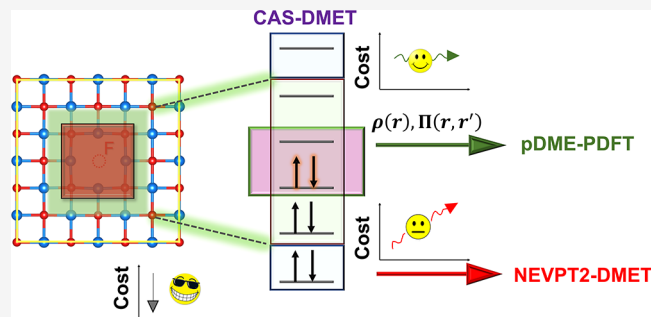 CAS-DMET
Cost
F
ρ(r), Π(r, r′)
pDME-PDFT
Cost
Cost
NEVPT2-DMET